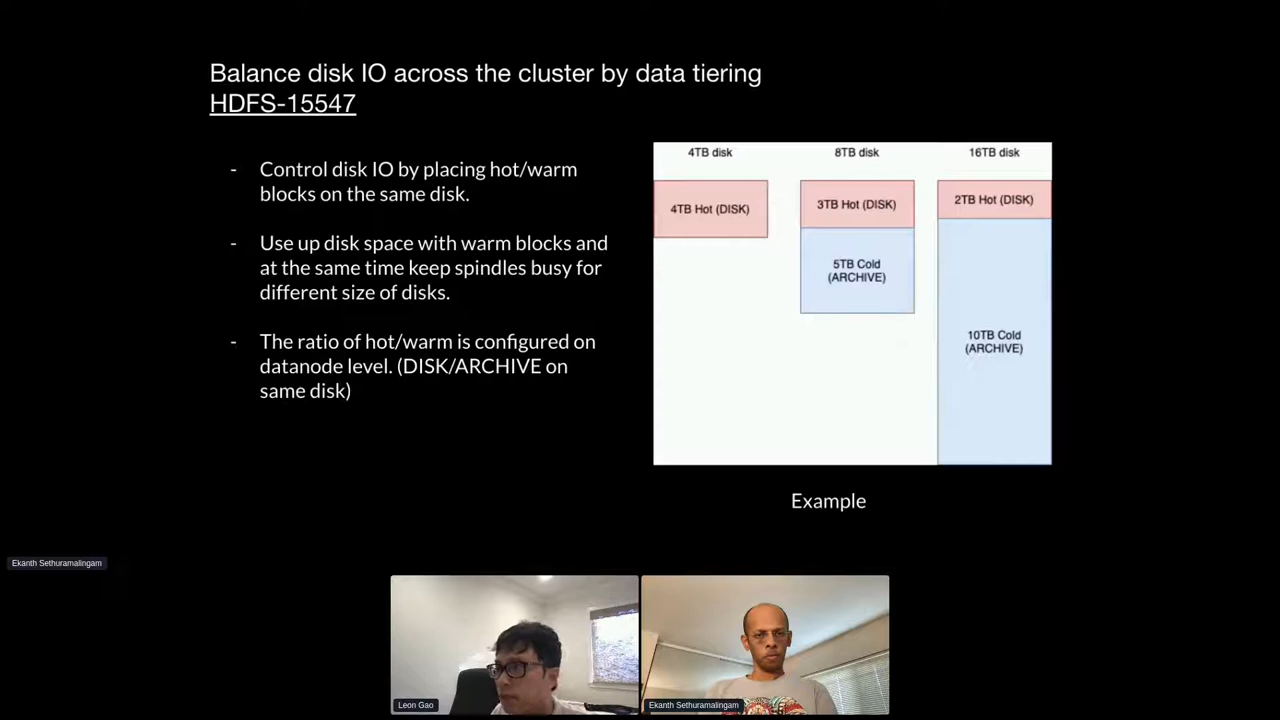 Balance disk IO across the cluster by data tiering
HDFS-15547
- Control disk IO by placing hot/warm
blocks on the same disk.
- Use up disk space with warm blocks and
at the same time keep spindles busy for
different size of disks.
- The ratio of hot/warm is configured on
datanode level. (DISK/ARCHIVE on
same disk)
4TB disk
8TB disk
16TB disk
4TB Hot (DISK)
3TB Hot (DISK)
2TB Hot (DISK)
5TB Cold
(ARCHIVE)
10TB Cold
(ARCHIVE)
Example
Ekanth Sethuramalingam
Leon Gao
Ekanth Sethuramalingam